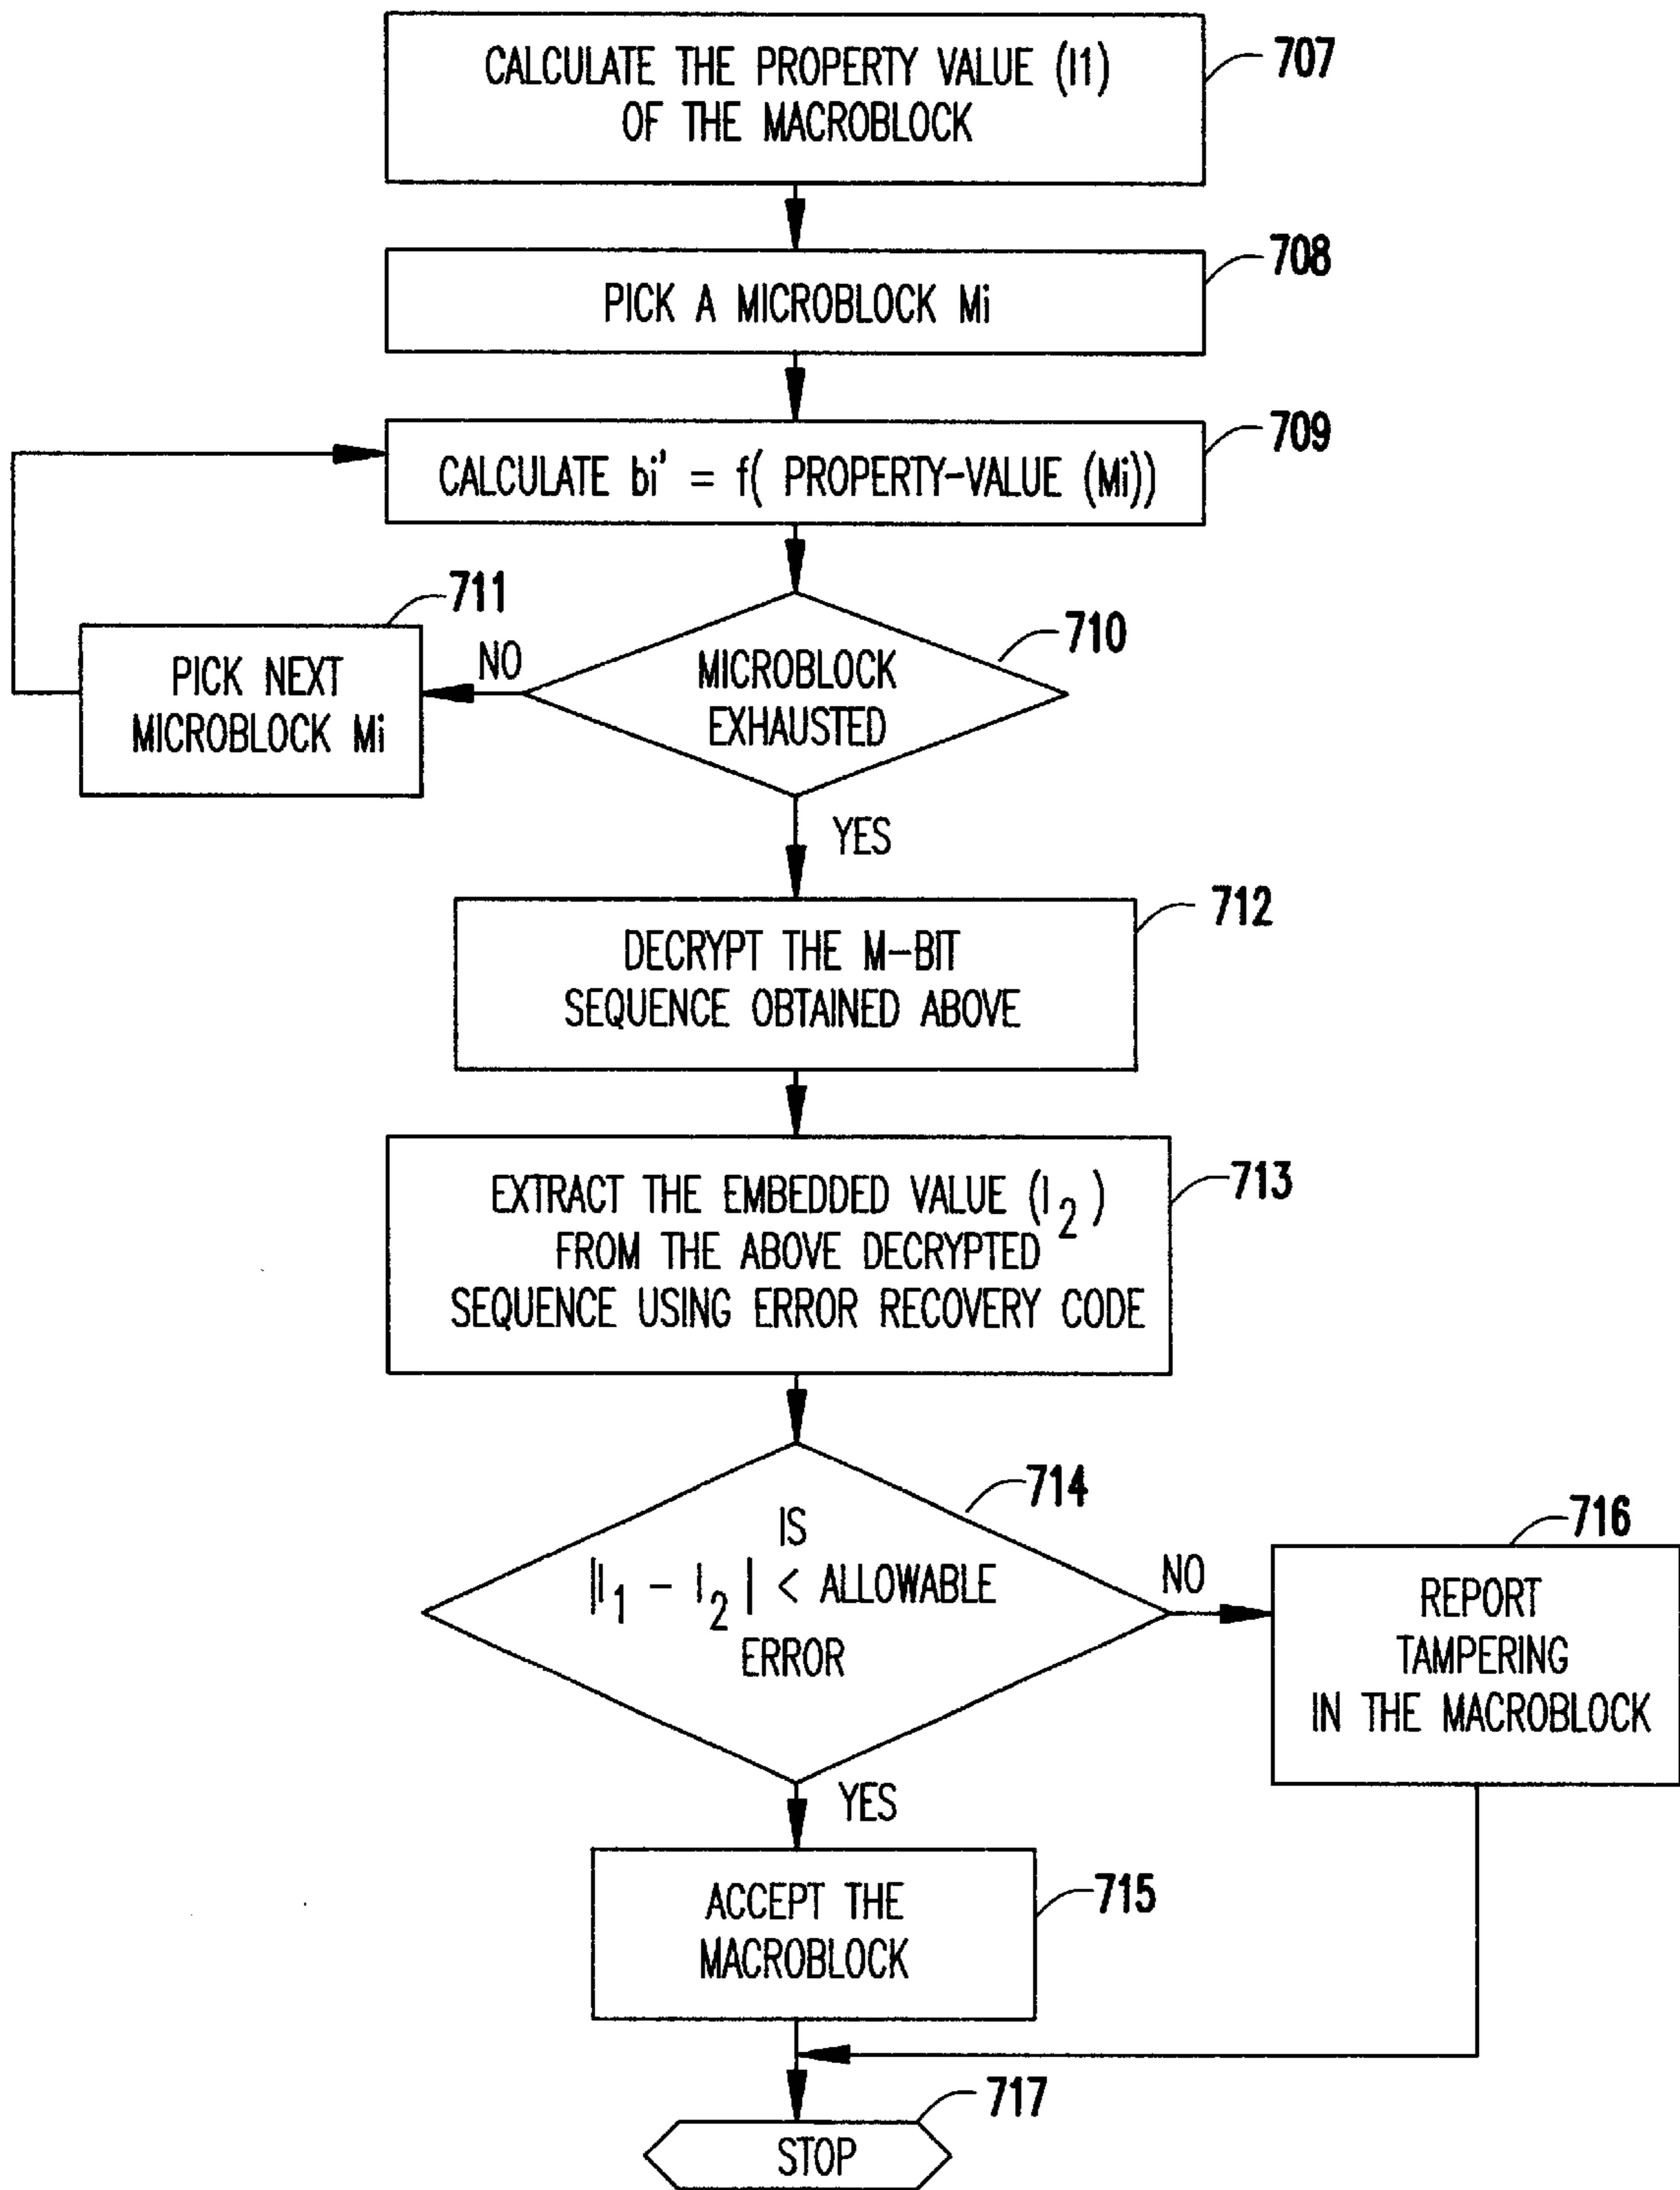 CALCULATE THE PROPERTY VALUE (I1)
OF THE MACROBLOCK
707
PICK A MICROBLOCK Mi
708
CALCULATE bi' = f( PROPERTY-VALUE (Mi))
709
711
PICK NEXT
MICROBLOCK Mi
NO
MICROBLOCK
EXHAUSTED
710
YES
DECRYPT THE M-BIT
SEQUENCE OBTAINED ABOVE
712
EXTRACT THE EMBEDDED VALUE (I2)
FROM THE ABOVE DECRYPTED
SEQUENCE USING ERROR RECOVERY CODE
713
IS
|I1 - I2| < ALLOWABLE
ERROR
714
NO
716
REPORT
TAMPERING
IN THE MACROBLOCK
YES
ACCEPT THE
MACROBLOCK
715
STOP
717